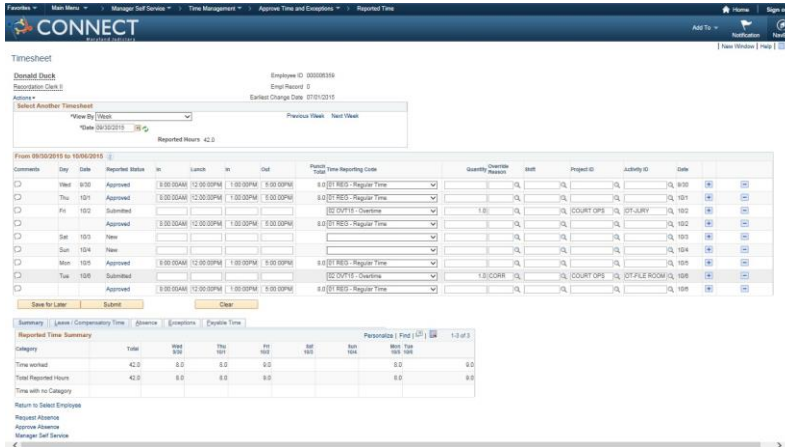 Favorites Main Menu > Manager Self Service > Time Management > Approve Time and Exceptions > Reported Time Home Sign
CONNECT Add To Notification
Maryland Judiciary
New Window | Help |
Timesheet
Donald Duck Employee ID
Recordation Clerk II Empl Record 0
Actions Earliest Change Date 07/01/2015
Select Another Timesheet
*View By Week Previous Week Next Week
*Date 09/30/2015
Reported Hours 42.0
From 09/30/2015 to 10/06/2015
Comments Day Date Reported Status In Lunch In Out Punch Total Time Reporting Code Quantity Override Reason Shift Project ID Activity ID Date
Wed 9/30 Approved 8:00:00AM 12:00:00PM 1:00:00PM 5:00:00PM 8.0 01 REG - Regular Time 9/30
Thu 10/1 Approved 8:00:00AM 12:00:00PM 1:00:00PM 5:00:00PM 8.0 01 REG - Regular Time 10/1
Fri 10/2 Submitted 02 OVT15 - Overtime 1.0 COURT OPS OT-JURY 10/2
Approved 8:00:00AM 12:00:00PM 1:00:00PM 5:00:00PM 8.0 01 REG - Regular Time 10/2
Sat 10/3 New 10/3
Sun 10/4 New 10/4
Mon 10/5 Approved 8:00:00AM 12:00:00PM 1:00:00PM 5:00:00PM 8.0 01 REG - Regular Time 10/5
Tue 10/6 Submitted 02 OVT15 - Overtime 1.0 CORR COURT OPS OT-FILE ROOM 10/6
Approved 8:00:00AM 12:00:00PM 1:00:00PM 5:00:00PM 8.0 01 REG - Regular Time 10/6
Save for Later Submit Clear
Summary Leave / Compensatory Time Absence Exceptions Payable Time
Reported Time Summary Personalize | Find | 1-3 of 3
Category Total Wed 9/30 Thu 10/1 Fri 10/2 Sat 10/3 Sun 10/4 Mon 10/5 Tue 10/6
Time worked 42.0 8.0 8.0 9.0 8.0 9.0
Total Reported Hours 42.0 8.0 8.0 9.0 8.0 9.0
Time with no Category
Return to Select Employee
Request Absence
Approve Absence
Manager Self Service